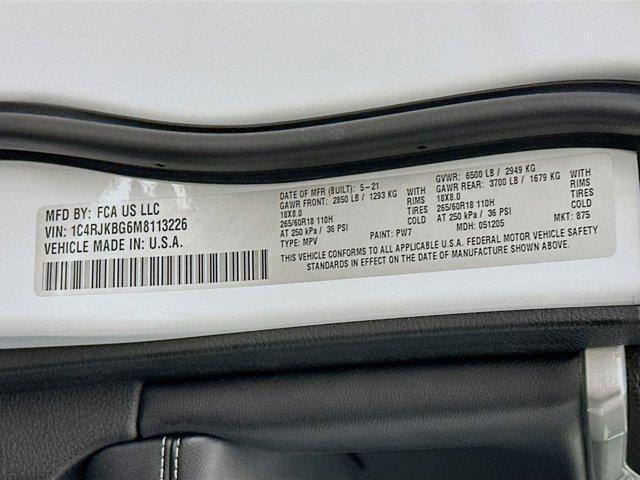 MFD BY: FCA US LLC
VIN: 1C4RJKBG6M8113226
VEHICLE MADE IN: U.S.A.
DATE OF MFR (BUILT): 5-21
GAWR FRONT: 2850 LB / 1293 KG WITH
18X8.0 RIMS
265/60R18 110H TIRES
AT 250 kPa / 36 PSI COLD
TYPE: MPV PAINT: PW7
GVWR: 6500 LB / 2949 KG
GAWR REAR: 3700 LB / 1679 KG WITH
18X8.0 RIMS
265/60R18 110H TIRES
AT 250 kPa / 36 PSI COLD
MDH: 051205 MKT: 875
THIS VEHICLE CONFORMS TO ALL APPLICABLE U.S.A. FEDERAL MOTOR VEHICLE SAFETY
STANDARDS IN EFFECT ON THE DATE OF MANUFACTURE SHOWN ABOVE.